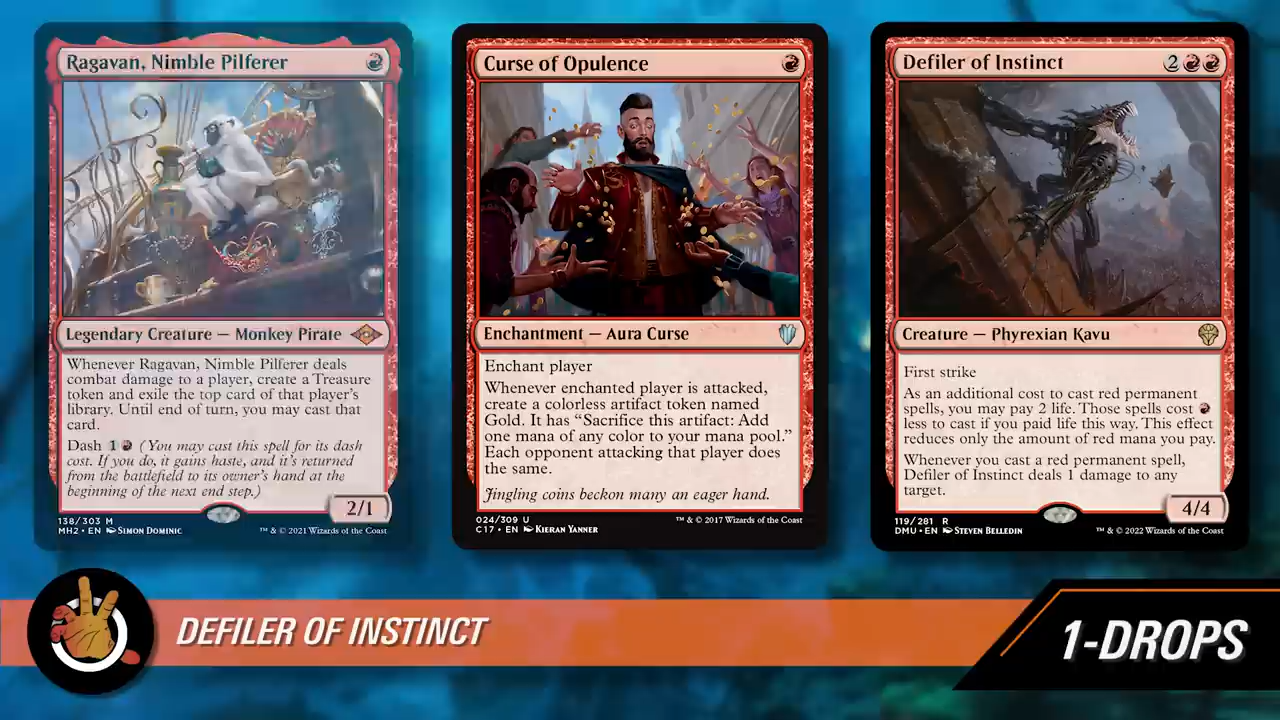 Ragavan, Nimble Pilferer
Legendary Creature — Monkey Pirate
Whenever Ragavan, Nimble Pilferer deals
combat damage to a player, create a Treasure
token and exile the top card of that player's
library. Until end of turn, you may cast that
card.
Dash 1 (You may cast this spell for its dash
cost. If you do, it gains haste, and it's returned
from the battlefield to its owner's hand at the
beginning of the next end step.)
2/1
138/303 M
MH2 • EN SIMON DOMINIC
™ & © 2021 Wizards of the Coast
Curse of Opulence
Enchantment — Aura Curse
Enchant player
Whenever enchanted player is attacked,
create a colorless artifact token named
Gold. It has “Sacrifice this artifact: Add
one mana of any color to your mana pool.”
Each opponent attacking that player does
the same.
Jingling coins beckon many an eager hand.
024/309 U
C17 • EN KIERAN YANNER
™ & © 2017 Wizards of the Coast
Defiler of Instinct 2
Creature — Phyrexian Kavu
First strike
As an additional cost to cast red permanent
spells, you may pay 2 life. Those spells cost
less to cast if you paid life this way. This effect
reduces only the amount of red mana you pay.
Whenever you cast a red permanent spell,
Defiler of Instinct deals 1 damage to any
target.
4/4
119/281 R
DMU • EN STEVEN BELLEDIN
™ & © 2022 Wizards of the Coast
DEFILER OF INSTINCT
1-DROPS